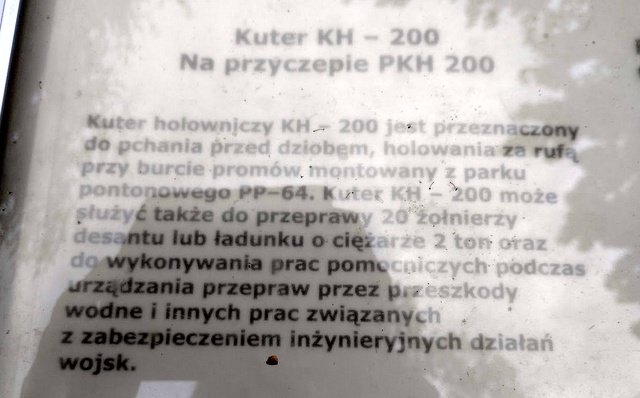 Kuter KH – 200
Na przyczepie PKH 200
Kuter holowniczy KH – 200 jest przeznaczony
do pchania przed dziobem, holowania za rufą
przy burcie promów montowany z parku
pontonowego PP–64. Kuter KH – 200 może
służyć także do przeprawy 20 żołnierzy
desantu lub ładunku o ciężarze 2 ton oraz
do wykonywania prac pomocniczych podczas
urządzania przepraw przez przeszkody
wodne i innych prac związanych
z zabezpieczeniem inżynieryjnych działań
wojsk.